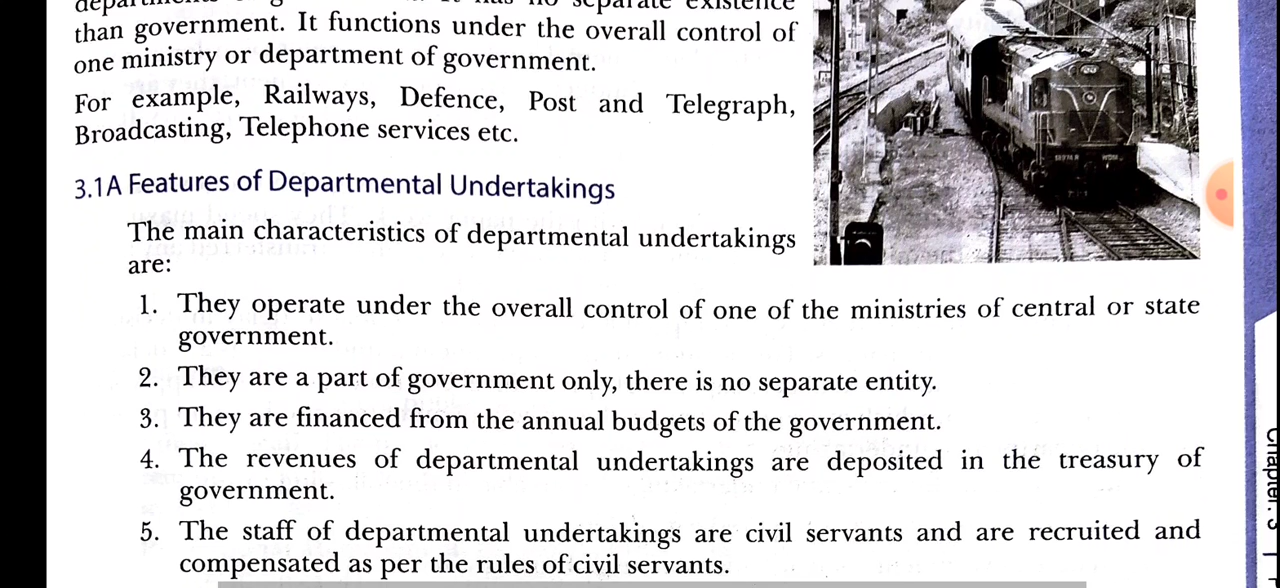 than government. It functions under the overall control of
one ministry or department of government.
For example, Railways, Defence, Post and Telegraph,
Broadcasting, Telephone services etc.
3.1A Features of Departmental Undertakings
The main characteristics of departmental undertakings
are:
1. They operate under the overall control of one of the ministries of central or state
government.
2. They are a part of government only, there is no separate entity.
3. They are financed from the annual budgets of the government.
4. The revenues of departmental undertakings are deposited in the treasury of
government.
5. The staff of departmental undertakings are civil servants and are recruited and
compensated as per the rules of civil servants.
Chapter: 3